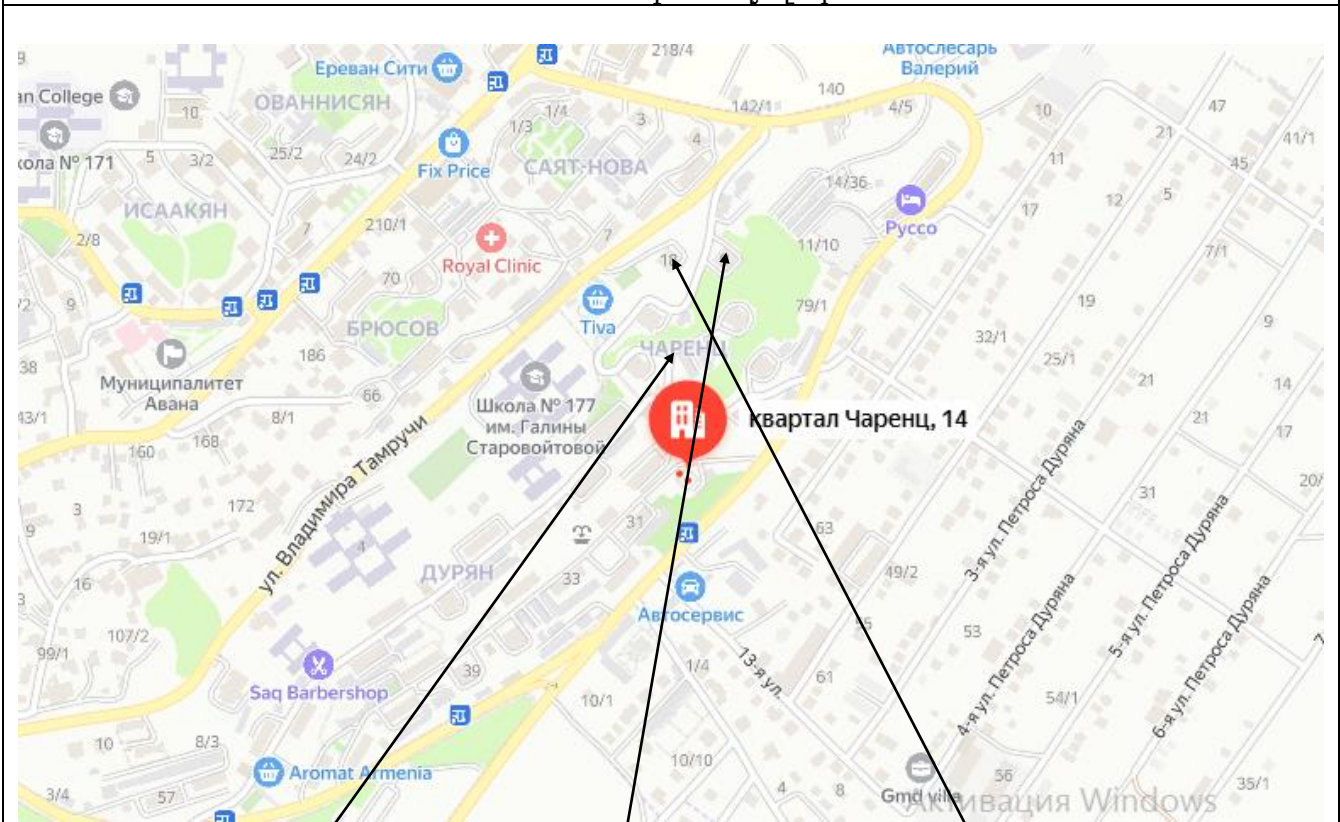 218/4
Автослесарь
Валерий
Ереван Сити
an College
ОВАННИСЯН
10
1/4
1/3
3
142/1
140
4/5
10
47
41/1
21
4
кола № 171
5
3/2
25/2
24/2
Fix Price
САЯТ-НОВА
11
45
14/36
ИСААКЯН
7
210/1
7
17
12
5
Руссо
2/8
Royal Clinic
18
11/10
7/1
70
9
Tiva
79/1
19
БРЮСОВ
ЧАРЕНЦ
32/1
9
186
25/1
38
Муниципалитет
Авана
66
Школа № 177
им. Галины
Старовойтовой
21
14
43/1
8/1
квартал Чаренц, 14
21
17
168
160
3-я ул. Петроса Дуряна
172
3
31
20/
31
9
19/1
ул. Владимира Тамручи
4
63
5-я ул. Петроса Дуряна
16
ДУРЯН
33
49/2
6-я ул. Петроса Дуряна
Автосервис
107/2
53
4-я ул. Петроса Дуряна
99/1
39
1/4
13-я ул.
61
Saq Barbershop
10/1
54/1
10
8/3
10/10
Aromat Armenia
56
35/1
3/4
57
4
8
Gmd villa
Активация Windows